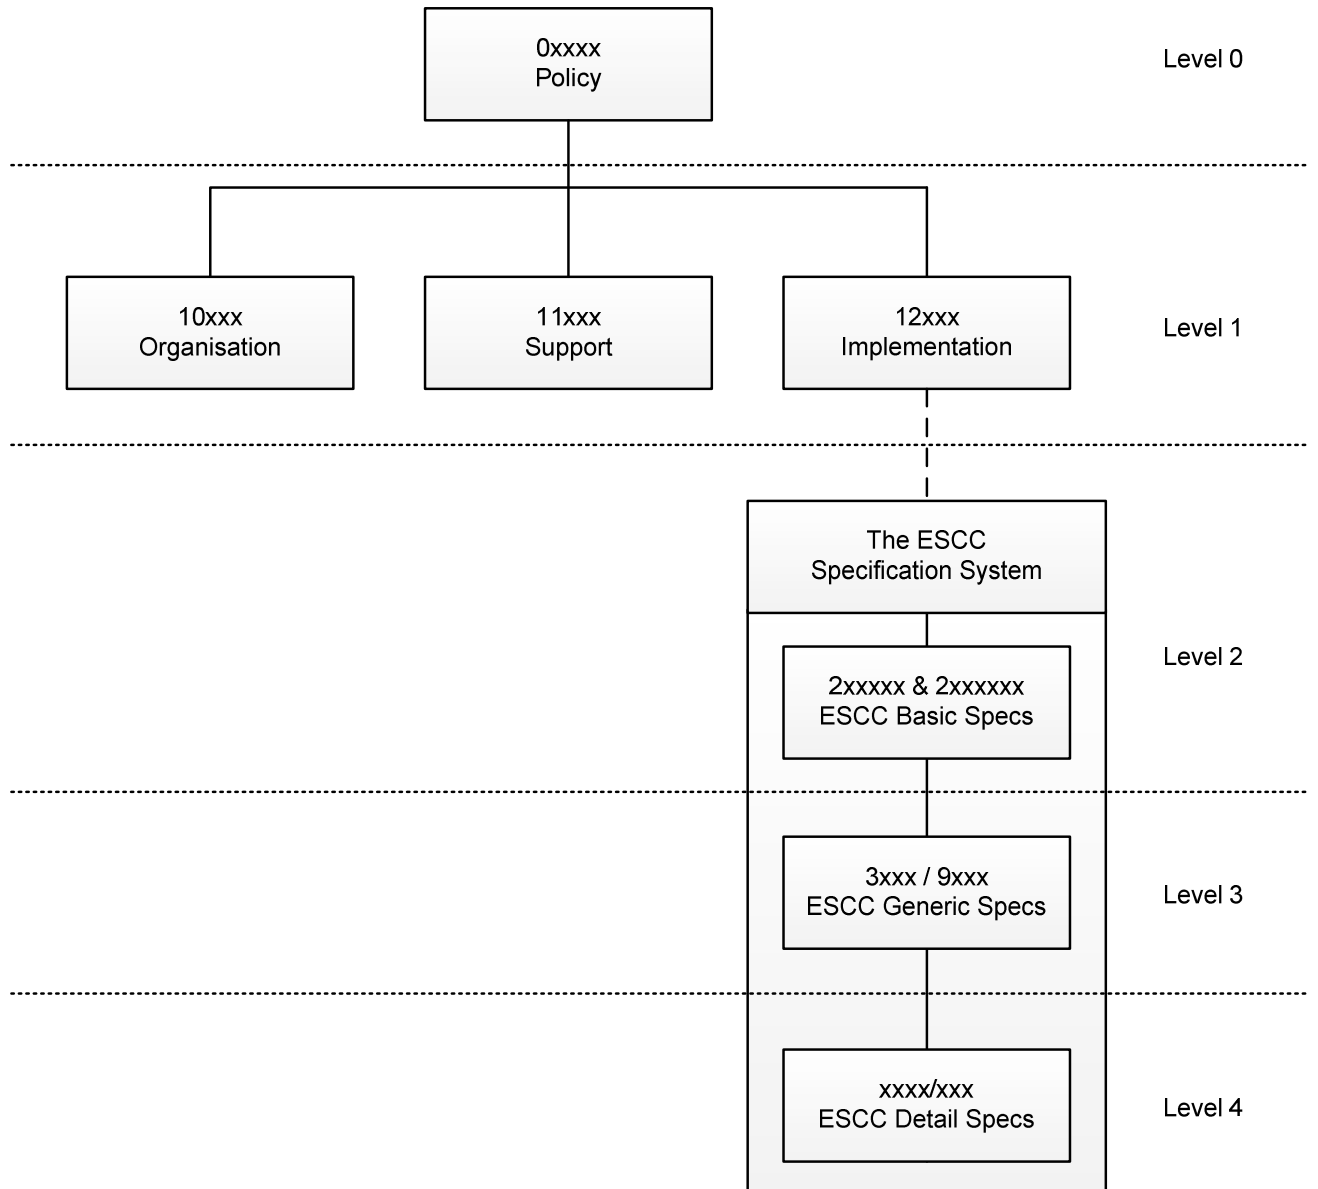 0xxxx
Policy
Level 0
10xxx
Organisation
11xxx
Support
12xxx
Implementation
Level 1
The ESCC
Specification System
2xxxxx & 2xxxxxx
ESCC Basic Specs
Level 2
3xxx / 9xxx
ESCC Generic Specs
Level 3
xxxx/xxx
ESCC Detail Specs
Level 4